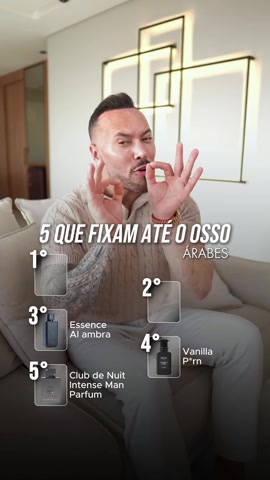 5 QUE FIXAM ATÉ O OSSO
ÁRABES
1°
2°
3°
Essence
Al ambra
4°
Vanilla
P*rn
5°
Club de Nuit
Intense Man
Parfum